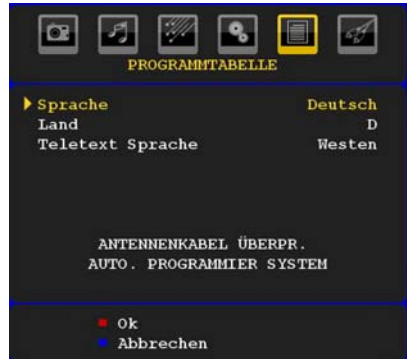 PROGRAMMTABELLE
Sprache Deutsch
Land D
Teletext Sprache Westen
ANTENNENKABEL ÜBERPR.
AUTO. PROGRAMMIER SYSTEM
Ok
Abbrechen